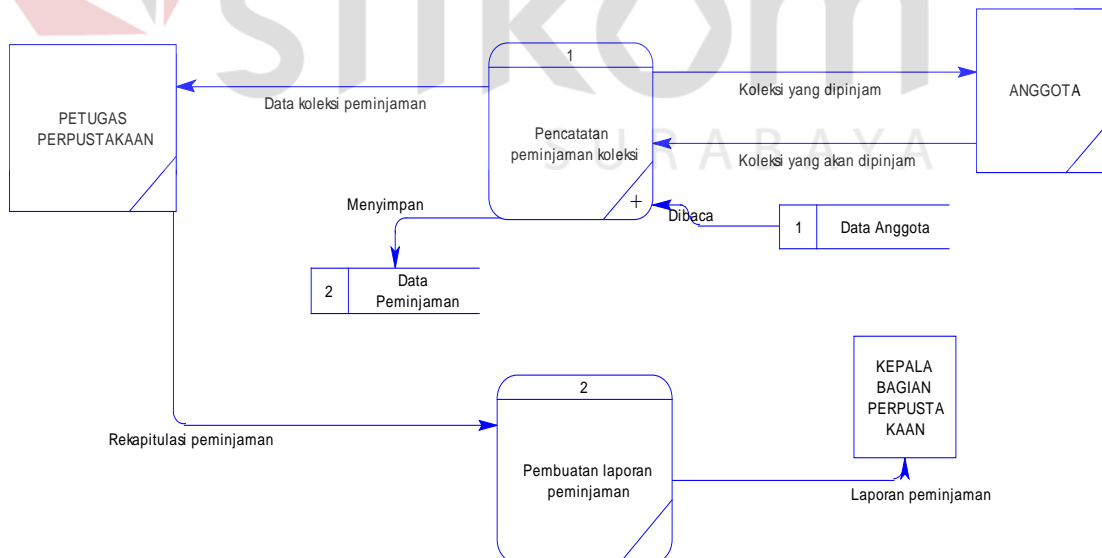 stikom
SURABAYA
1
PETUGAS
PERPUSTAKAAN
Data koleksi peminjaman
Pencatatan
peminjaman koleksi
+
Koleksi yang dipinjam
Koleksi yang akan dipinjam
ANGGOTA
Menyimpan
Dibaca
1
Data Anggota
2
Data
Peminjaman
KEPALA
BAGIAN
PERPUSTA
KAAN
2
Rekapitulasi peminjaman
Pembuatan laporan
peminjaman
Laporan peminjaman